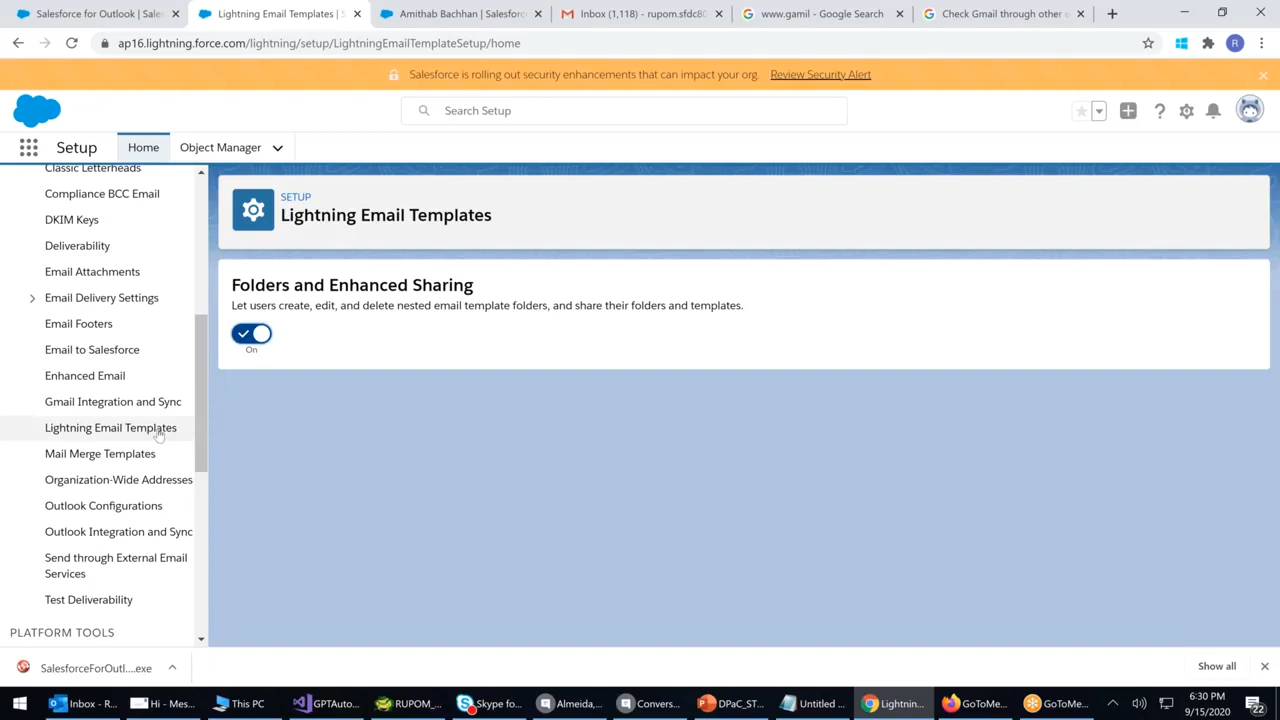 Salesforce for Outlook | Sales
Lightning Email Templates | S
Amithab Bachhan | Salesforc
Inbox (1,118) - rupom.sfdc80
www.gamil - Google Search
Check Gmail through other e
ap16.lightning.force.com/lightning/setup/LightningEmailTemplateSetup/home
R
Salesforce is rolling out security enhancements that can impact your org. Review Security Alert
Search Setup
Setup
Home
Object Manager
Classic Letterheads
Compliance BCC Email
DKIM Keys
Deliverability
Email Attachments
Email Delivery Settings
Email Footers
Email to Salesforce
Enhanced Email
Gmail Integration and Sync
Lightning Email Templates
Mail Merge Templates
Organization-Wide Addresses
Outlook Configurations
Outlook Integration and Sync
Send through External Email
Services
Test Deliverability
PLATFORM TOOLS
SETUP
Lightning Email Templates
Folders and Enhanced Sharing
Let users create, edit, and delete nested email template folders, and share their folders and templates.
On
SalesforceForOutl....exe
Show all
Inbox - R...
Hi - Mes...
This PC
GPTAuto...
RUPOM_...
Skype fo...
Almeida,...
Convers...
DPaC_ST...
Untitled ...
Lightnin...
GoToMe...
GoToMe...
6:30 PM
9/15/2020
22